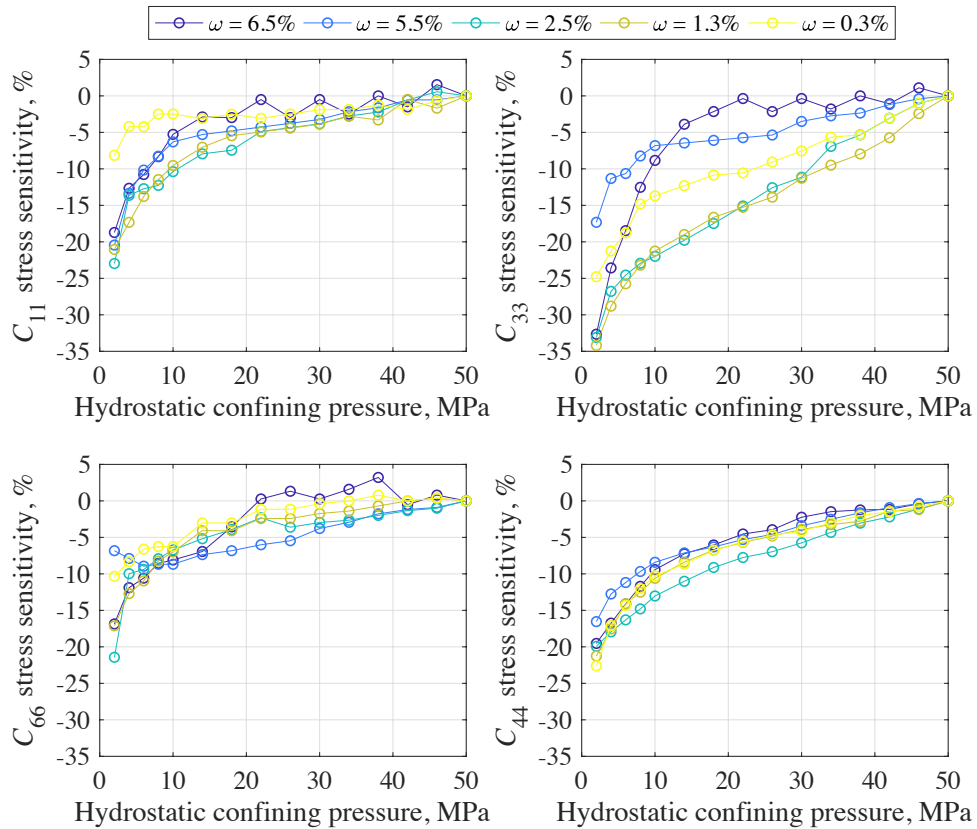 ω = 6.5% ω = 5.5% ω = 2.5% ω = 1.3% ω = 0.3%
C11 stress sensitivity, %
5
0
-5
-10
-15
-20
-25
-30
-35
0 10 20 30 40 50
Hydrostatic confining pressure, MPa
C33 stress sensitivity, %
5
0
-5
-10
-15
-20
-25
-30
-35
0 10 20 30 40 50
Hydrostatic confining pressure, MPa
C66 stress sensitivity, %
5
0
-5
-10
-15
-20
-25
-30
-35
0 10 20 30 40 50
Hydrostatic confining pressure, MPa
C44 stress sensitivity, %
5
0
-5
-10
-15
-20
-25
-30
-35
0 10 20 30 40 50
Hydrostatic confining pressure, MPa